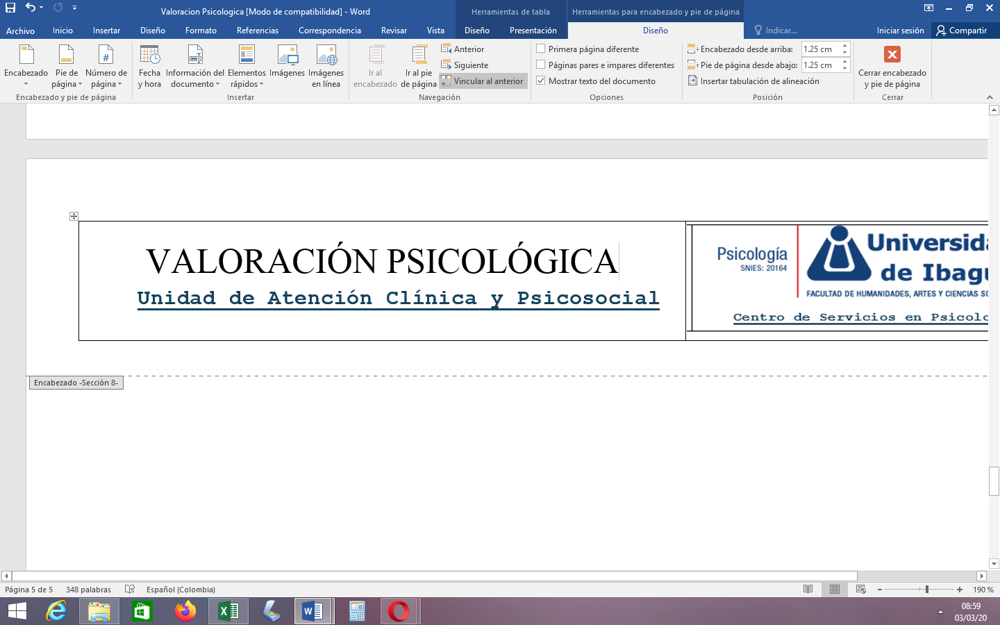 Valoracion Psicologica [Modo de compatibilidad] - Word
Herramientas de tabla
Herramientas para encabezado y pie de página
Archivo Inicio Insertar Diseño Formato Referencias Correspondencia Revisar Vista Diseño Presentación Diseño Indicar... Iniciar sesión Compartir
Encabezado
Pie de página
Número de página
Encabezado y pie de página
Fecha y hora
Información del documento
Elementos rápidos
Imágenes
Imágenes en línea
Insertar
Ir al encabezado
Ir al pie de página
Anterior
Siguiente
Vincular al anterior
Navegación
Primera página diferente
Páginas pares e impares diferentes
Mostrar texto del documento
Opciones
Encabezado desde arriba: 1.25 cm
Pie de página desde abajo: 1.25 cm
Insertar tabulación de alineación
Posición
Cerrar encabezado y pie de página
Cerrar
VALORACIÓN PSICOLÓGICA
Unidad de Atención Clínica y Psicosocial
Psicología
SNIES: 20164
Universida
de Ibagu
FACULTAD DE HUMANIDADES, ARTES Y CIENCIAS SO
Centro de Servicios en Psicolo
Encabezado -Sección 8-
Página 5 de 5 348 palabras Español (Colombia) 190 %
08:59
03/03/20